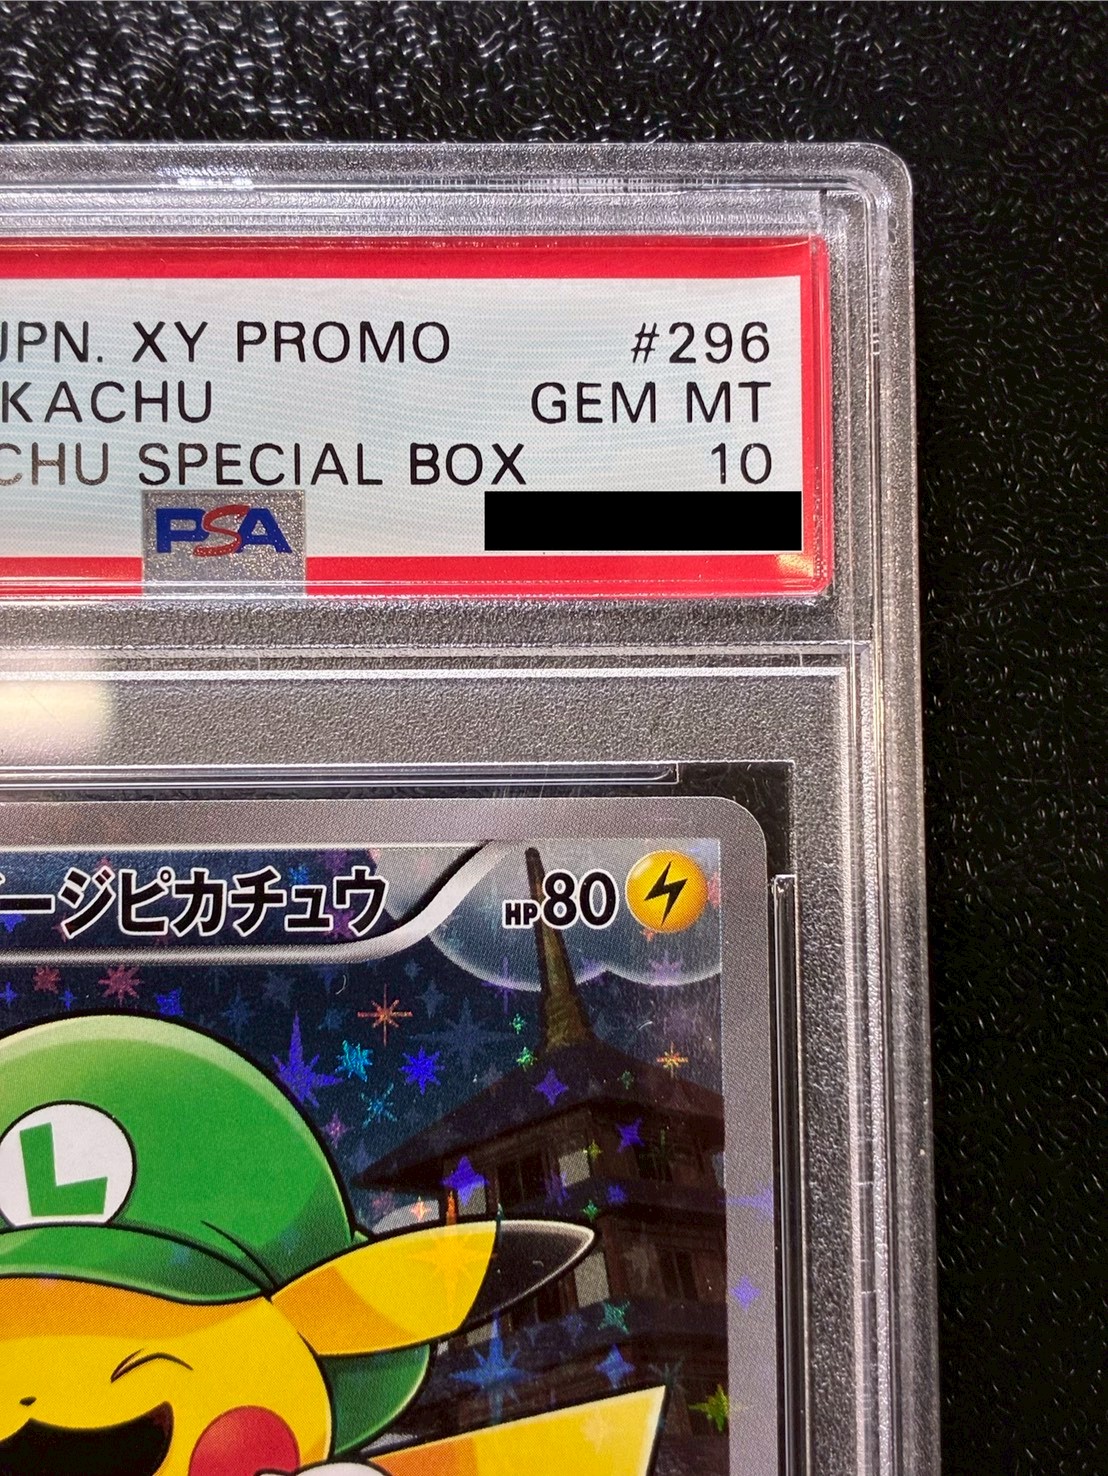 JPN. XY PROMO #296
KACHU GEM MT
CHU SPECIAL BOX 10
PSA
ージピカチュウ HP80
L